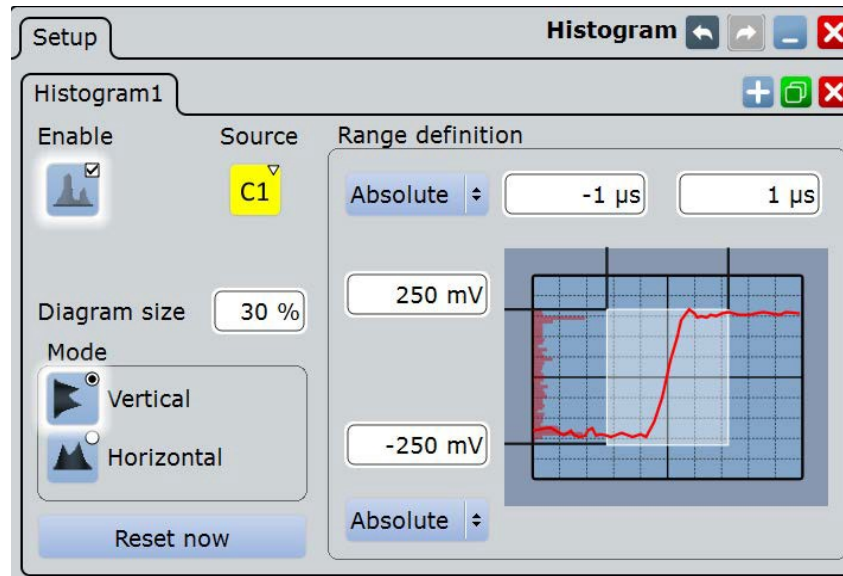 Setup
Histogram
Histogram1
Enable Source Range definition
C1 Absolute -1 µs 1 µs
250 mV
Diagram size 30 %
Mode
Vertical
-250 mV
Horizontal
Absolute
Reset now